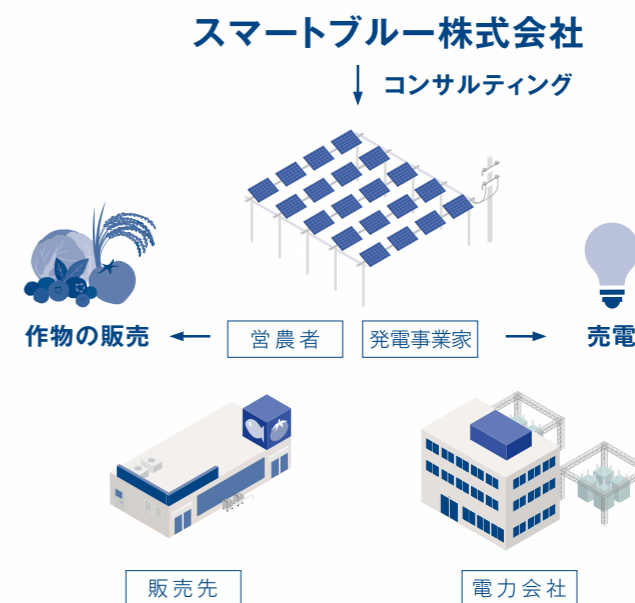 スマートブルー株式会社
コンサルティング
作物の販売
営農者
発電事業家
売電
販売先
電力会社